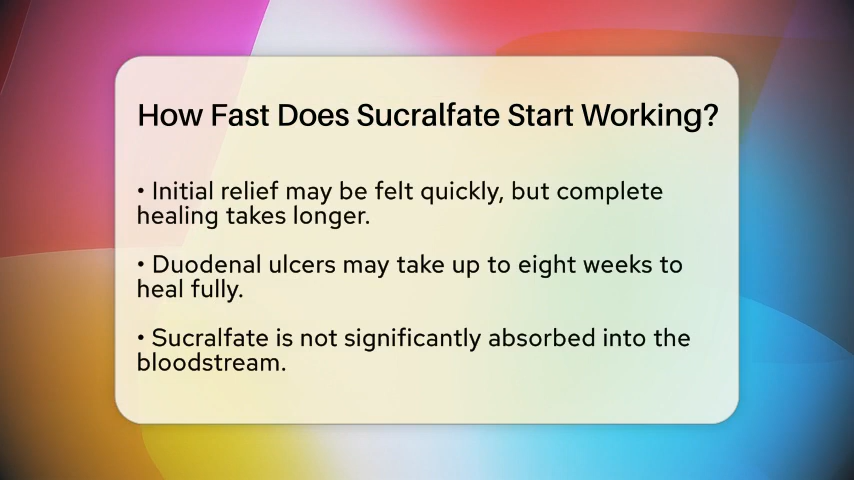 How Fast Does Sucralfate Start Working?
• Initial relief may be felt quickly, but complete
healing takes longer.
• Duodenal ulcers may take up to eight weeks to
heal fully.
• Sucralfate is not significantly absorbed into the
bloodstream.